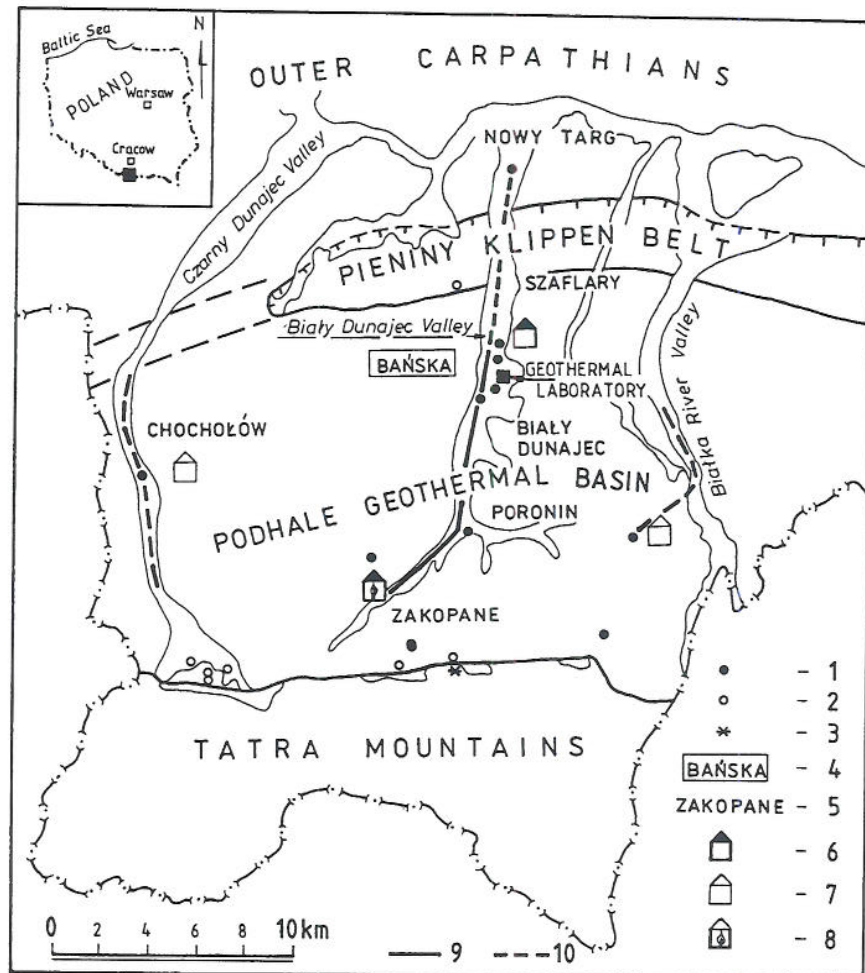 Baltic Sea
N
POLAND
Warsaw
Cracow
OUTER CARPATHIANS
NOWY TARG
Czarny Dunajec Valley
PIENINY KLIPPEN BELT
SZAFLARY
Biały Dunajec Valley
BAŃSKA
GEOTHERMAL
LABORATORY
Białka River Valley
CHOCHOŁÓW
BIAŁY
DUNAJEC
PODHALE GEOTHERMAL BASIN
PORONIN
ZAKOPANE
TATRA MOUNTAINS
- 1
- 2
- 3
BAŃSKA - 4
ZAKOPANE - 5
- 6
- 7
- 8
0 2 4 6 8 10 km
9
10